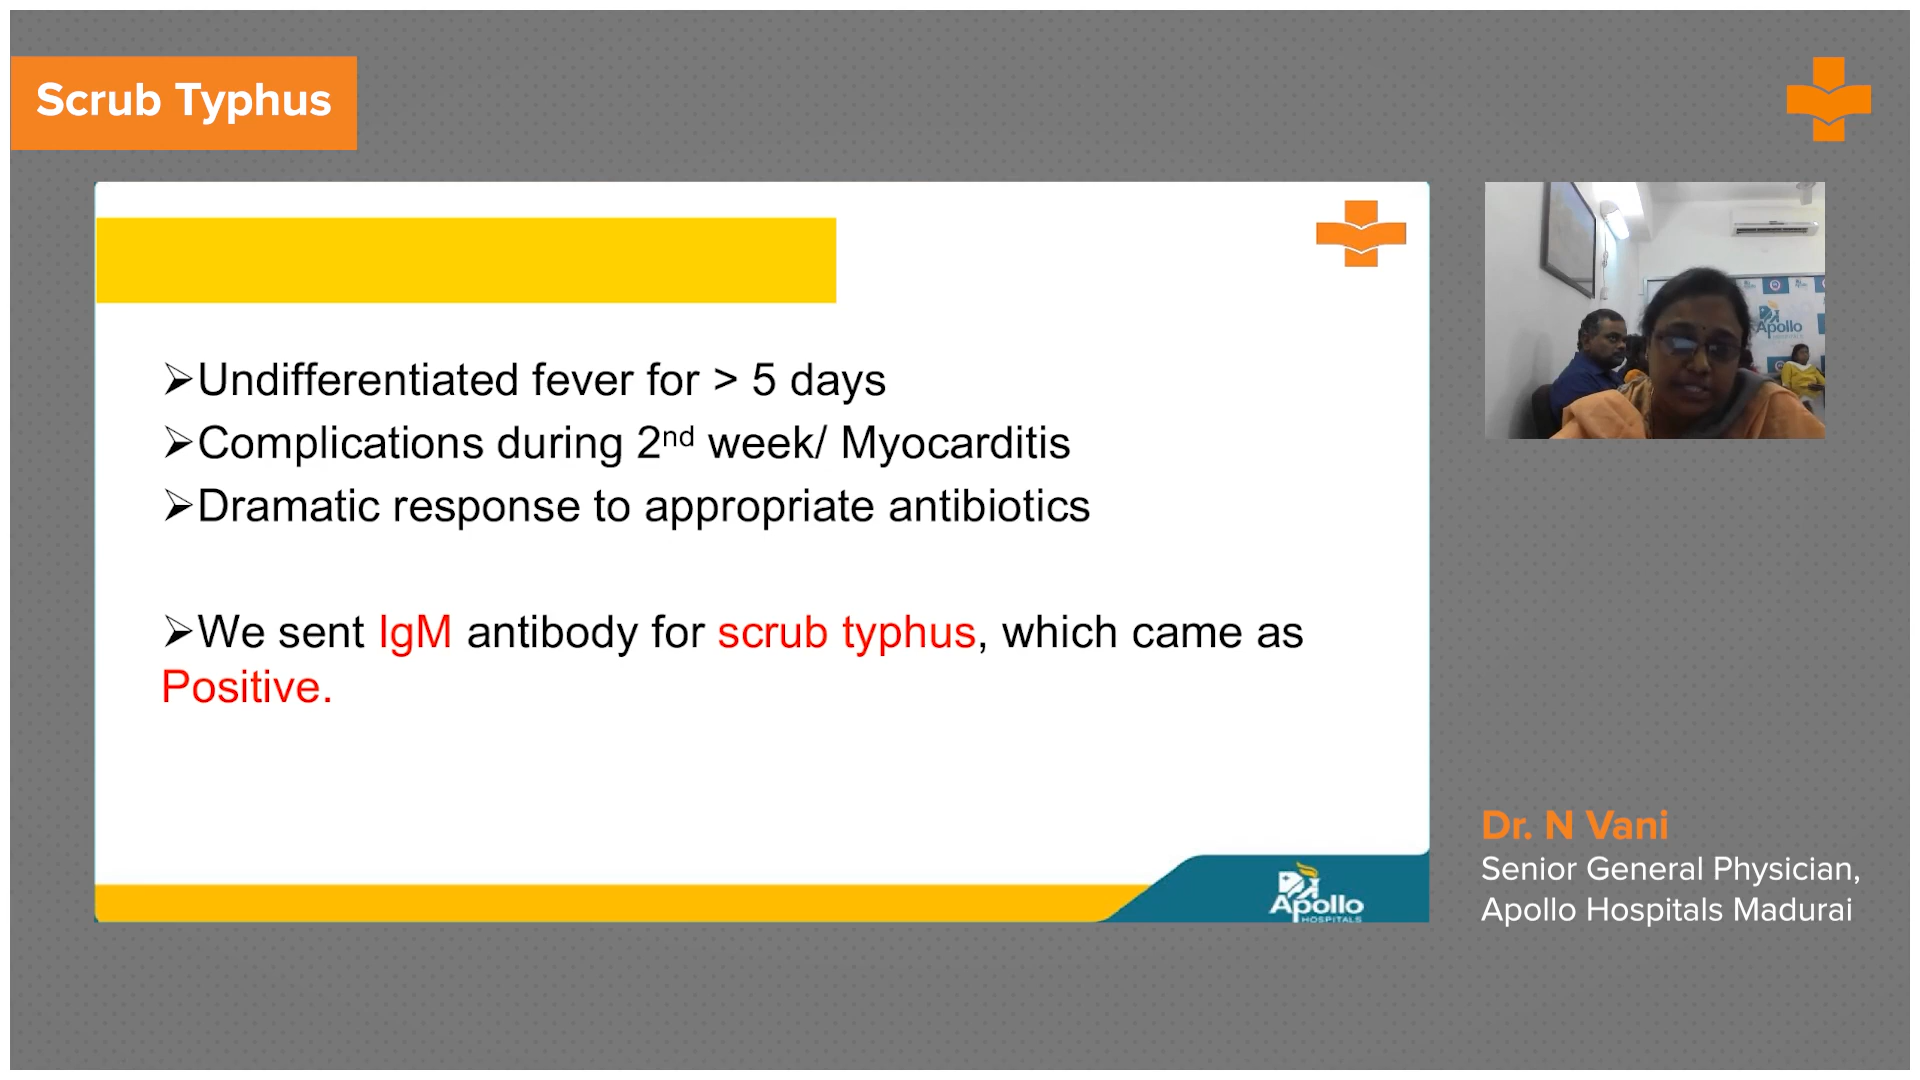 Scrub Typhus
➢Undifferentiated fever for > 5 days
➢Complications during 2nd week/ Myocarditis
➢Dramatic response to appropriate antibiotics
➢We sent IgM antibody for scrub typhus, which came as
Positive.
Apollo
HOSPITALS
Apollo
Dr. N Vani
Senior General Physician,
Apollo Hospitals Madurai